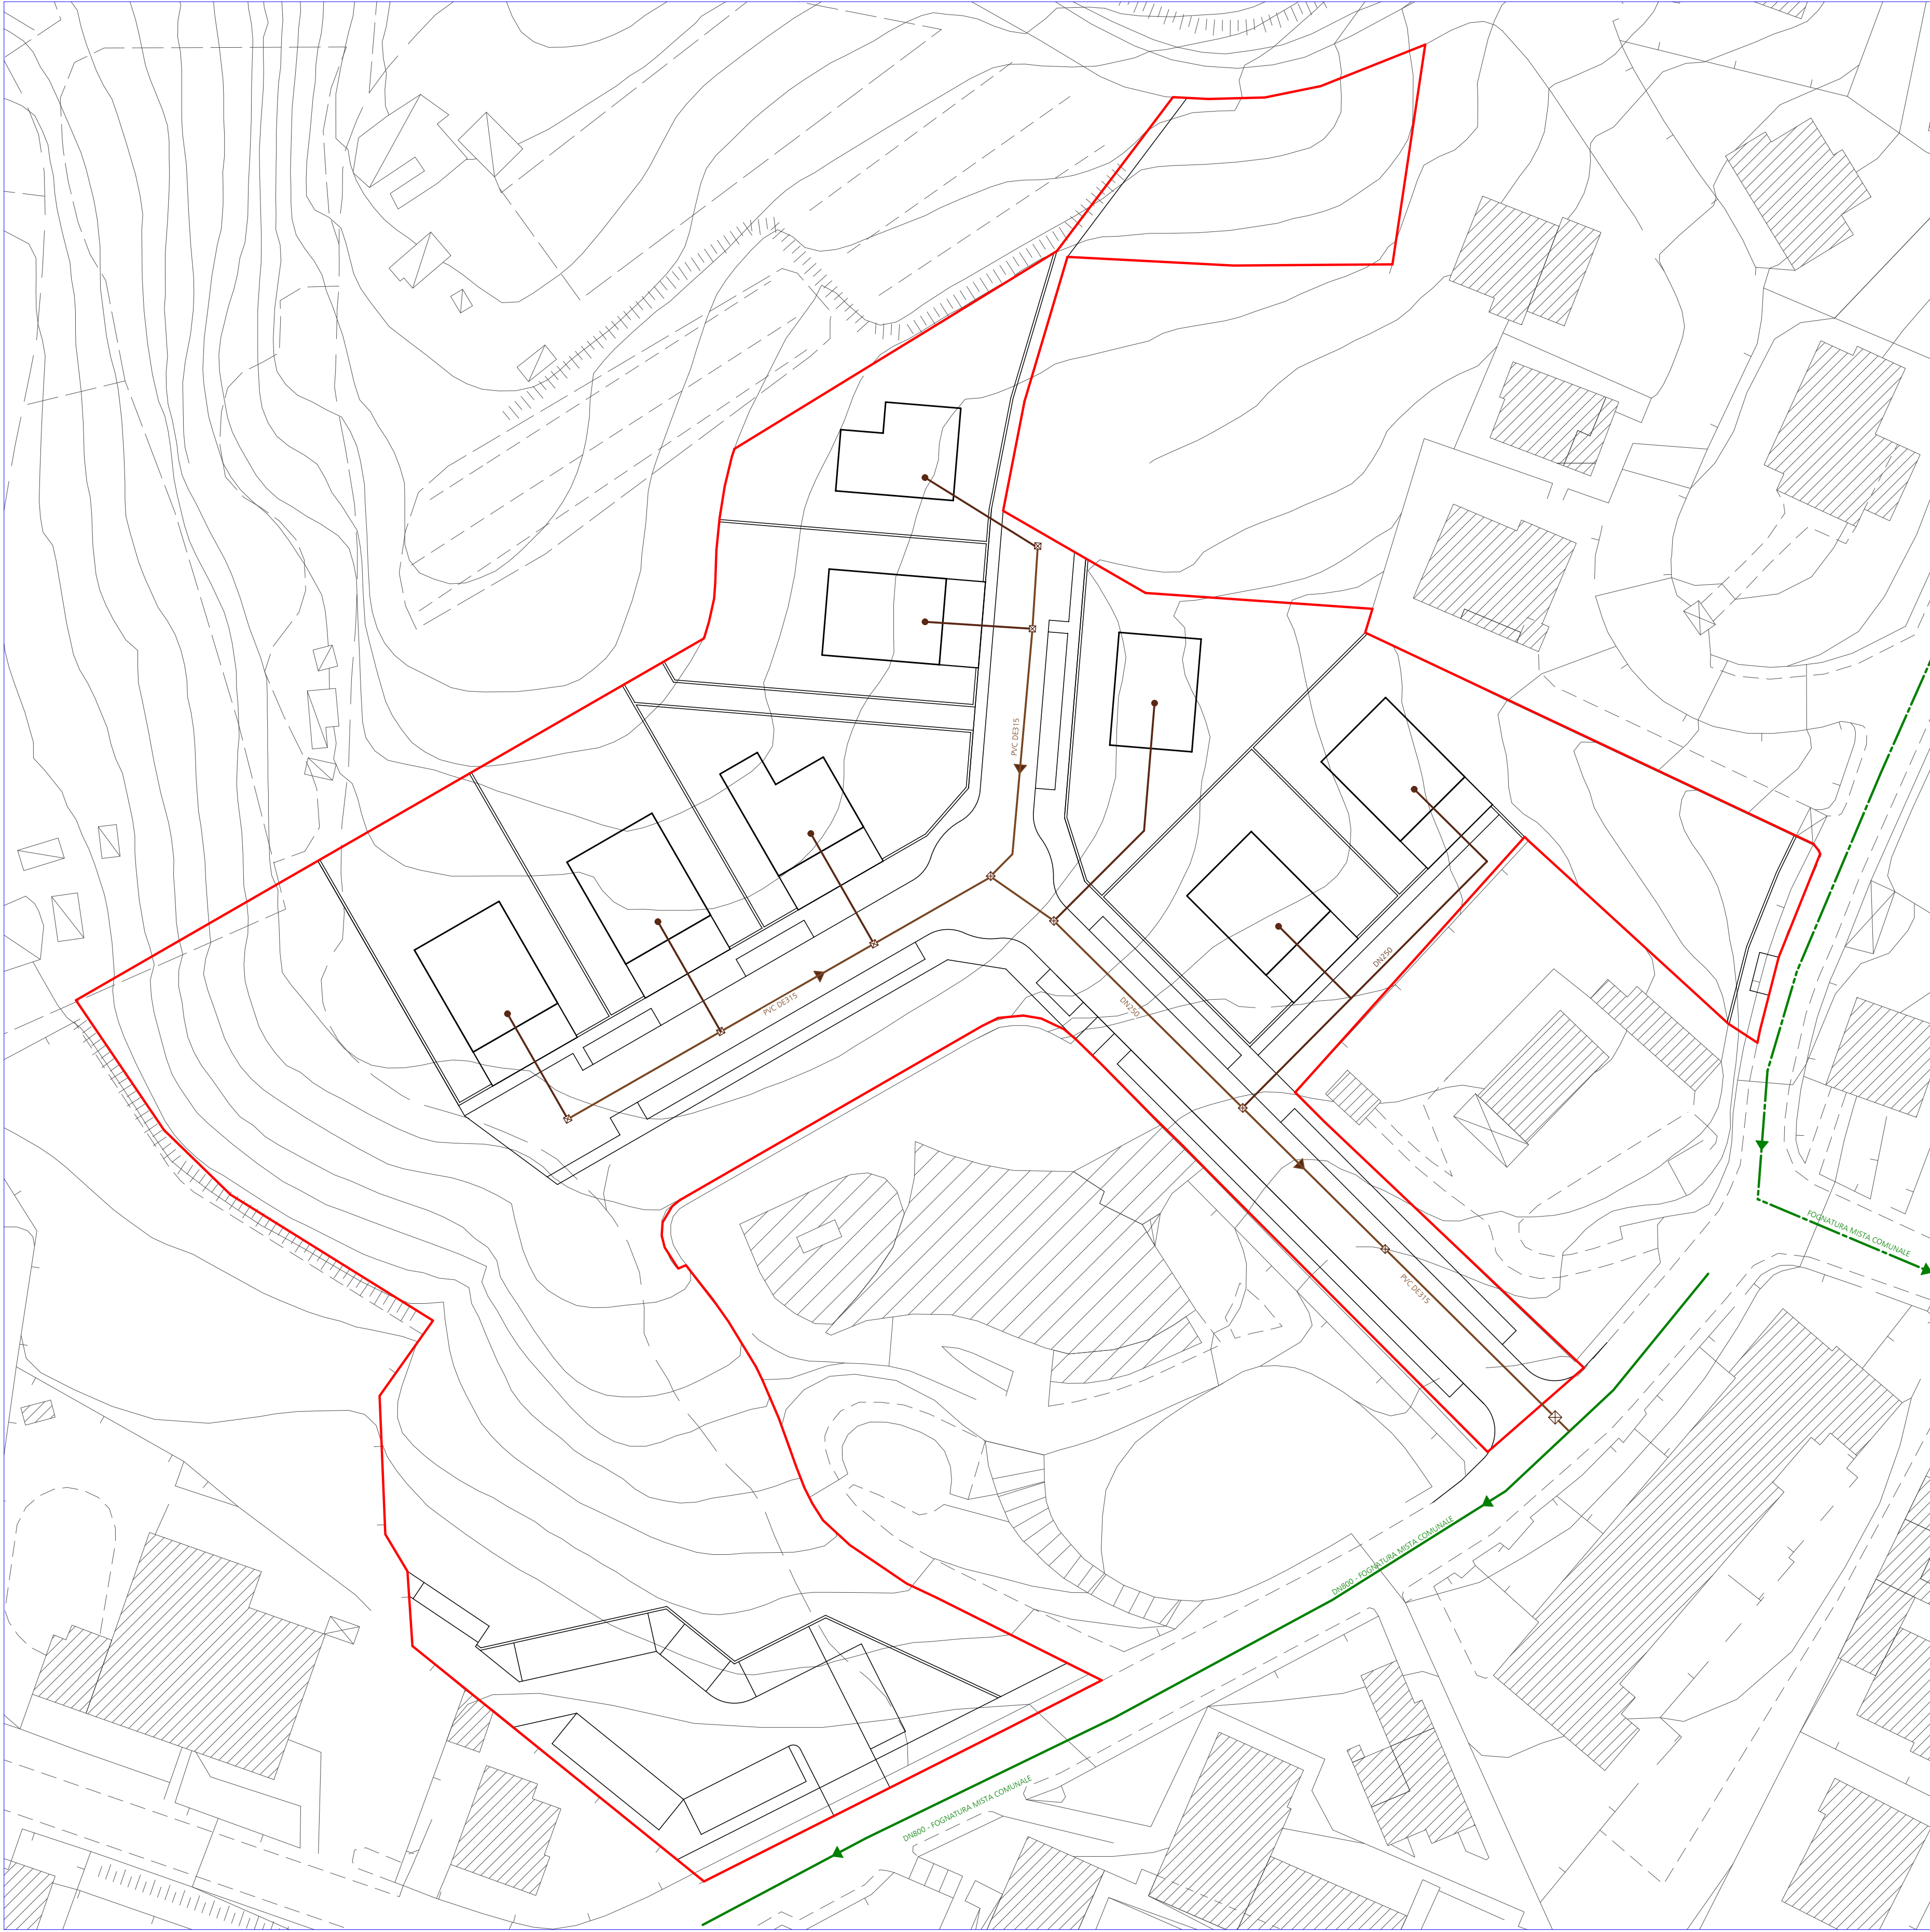 PVC DE315
DN250
PVC DE315
DN250
FOGNATURA MISTA COMUNALE
PVC DE315
DN800 - FOGNATURA MISTA COMUNALE
DN800 - FOGNATURA MISTA COMUNALE